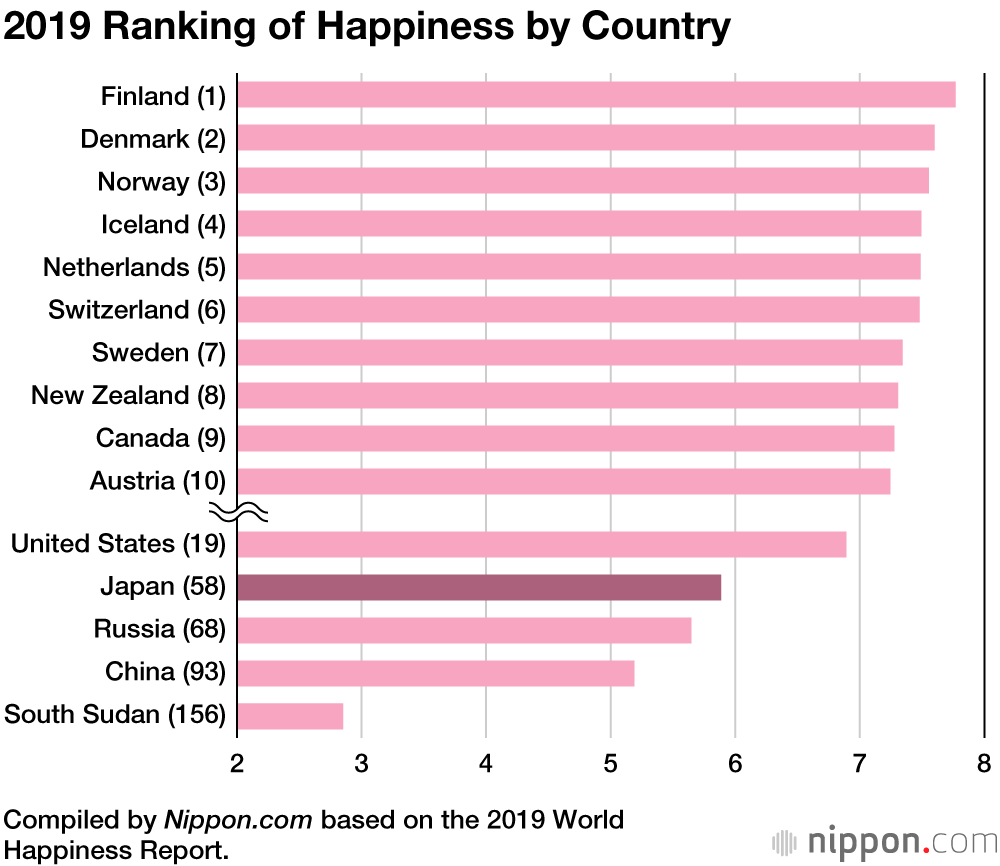 2019 Ranking of Happiness by Country
Finland (1)
Denmark (2)
Norway (3)
Iceland (4)
Netherlands (5)
Switzerland (6)
Sweden (7)
New Zealand (8)
Canada (9)
Austria (10)
United States (19)
Japan (58)
Russia (68)
China (93)
South Sudan (156)
2 3 4 5 6 7 8
Compiled by Nippon.com based on the 2019 World
Happiness Report.
nippon.com